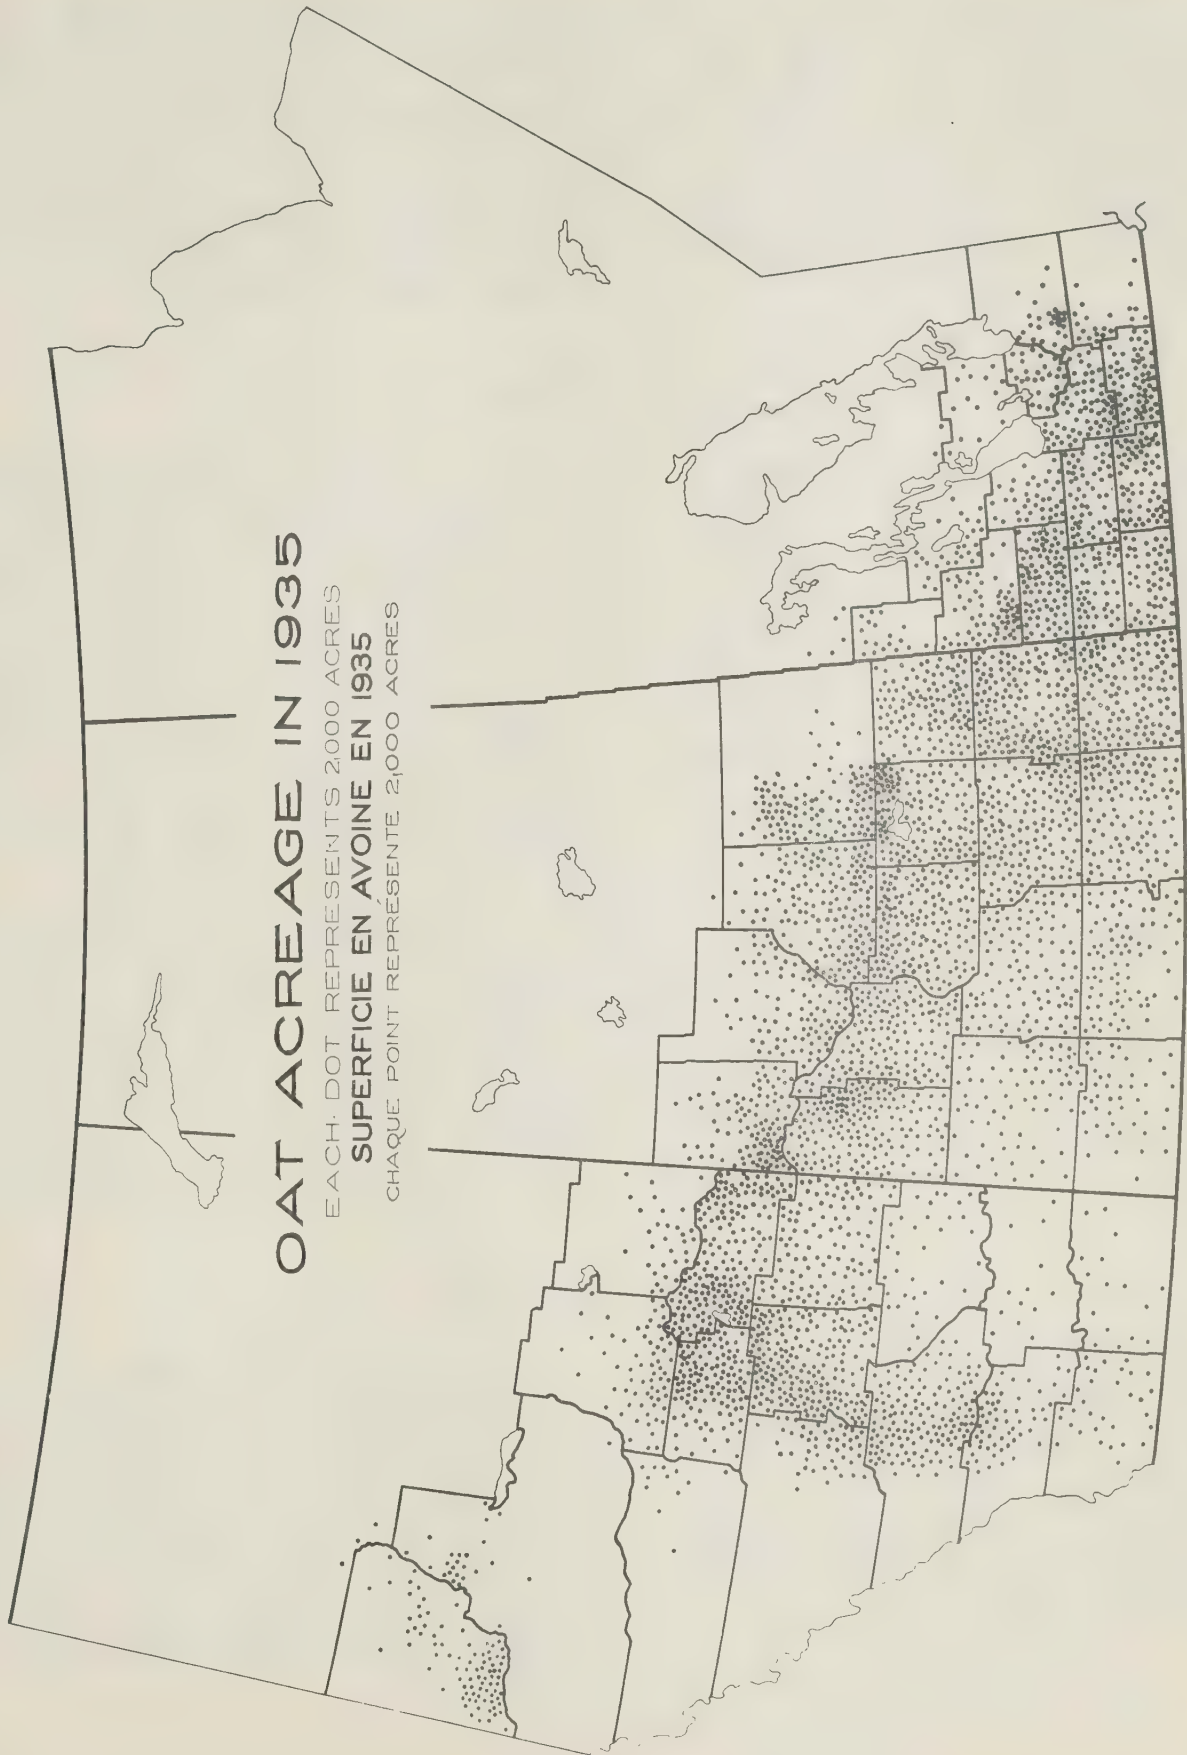 OAT ACREAGE IN 1935
EACH DOT REPRESENTS 2,000 ACRES
SUPERFICIE EN AVOINE EN 1935
CHAQUE POINT REPRÉSENTE 2,000 ACRES